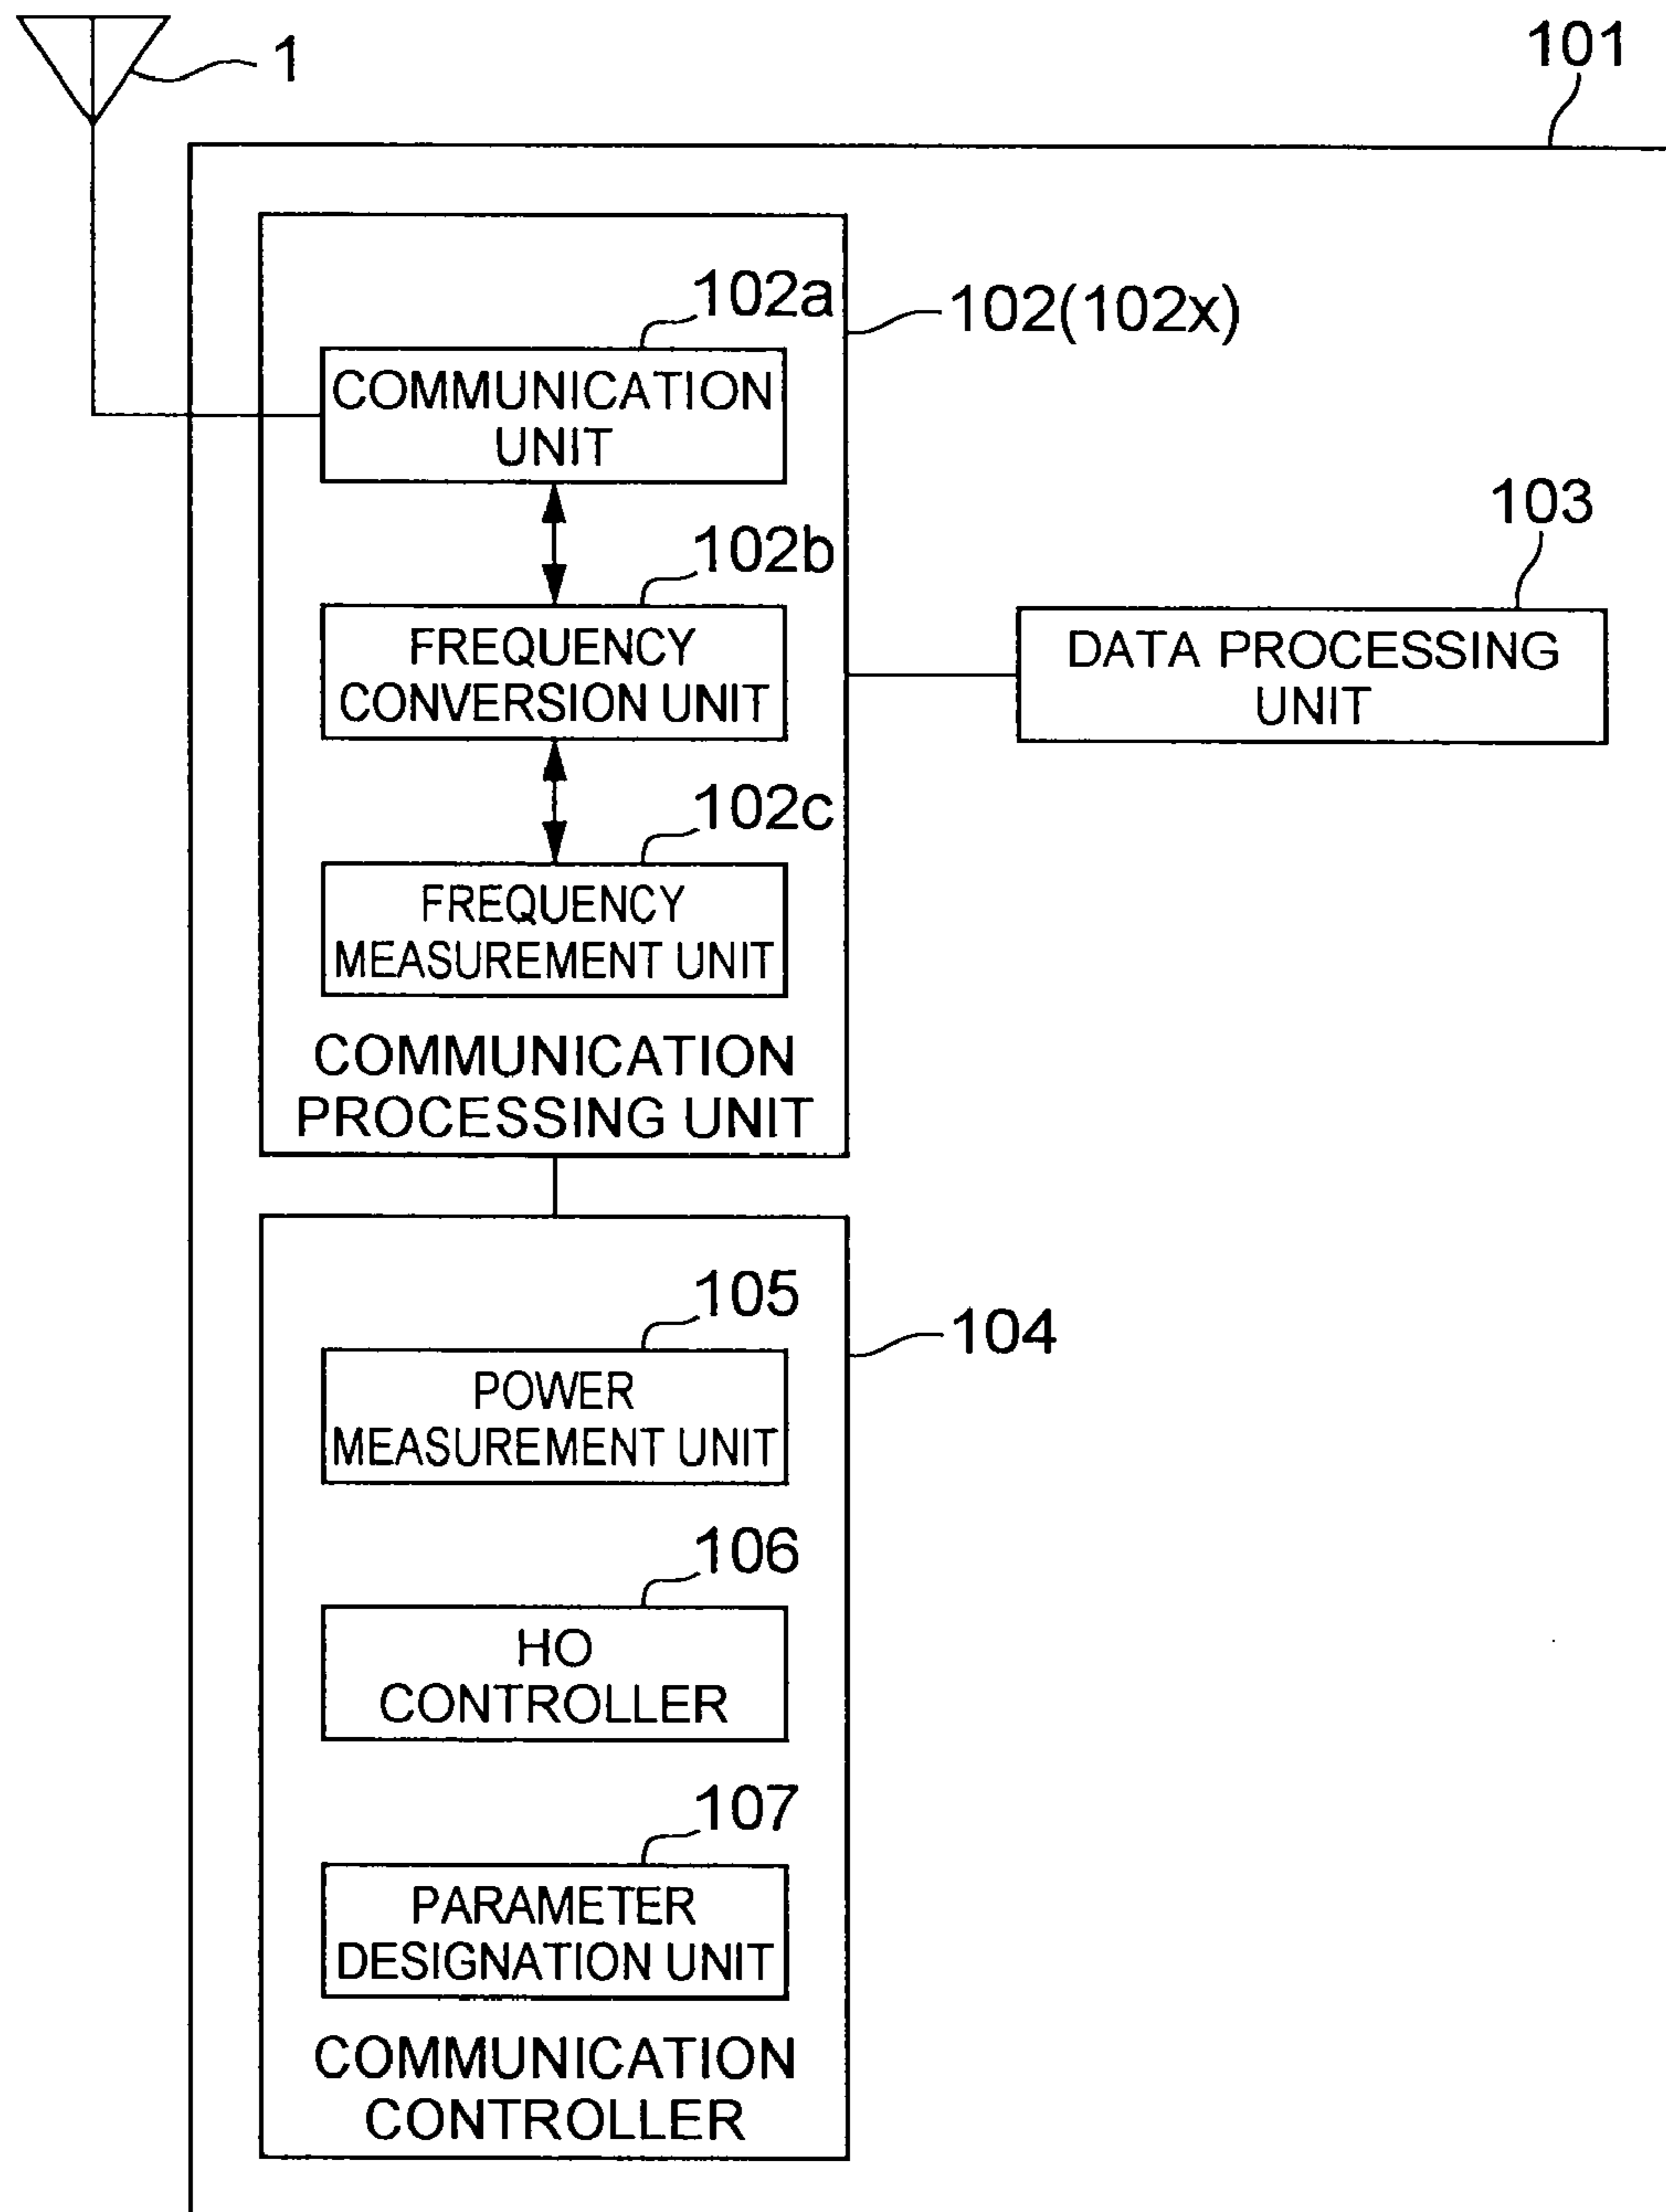 1
101
102a
102(102x)
COMMUNICATION
UNIT
103
102b
FREQUENCY
CONVERSION UNIT
DATA PROCESSING
UNIT
102c
FREQUENCY
MEASUREMENT UNIT
COMMUNICATION
PROCESSING UNIT
105
104
POWER
MEASUREMENT UNIT
106
HO
CONTROLLER
107
PARAMETER
DESIGNATION UNIT
COMMUNICATION
CONTROLLER